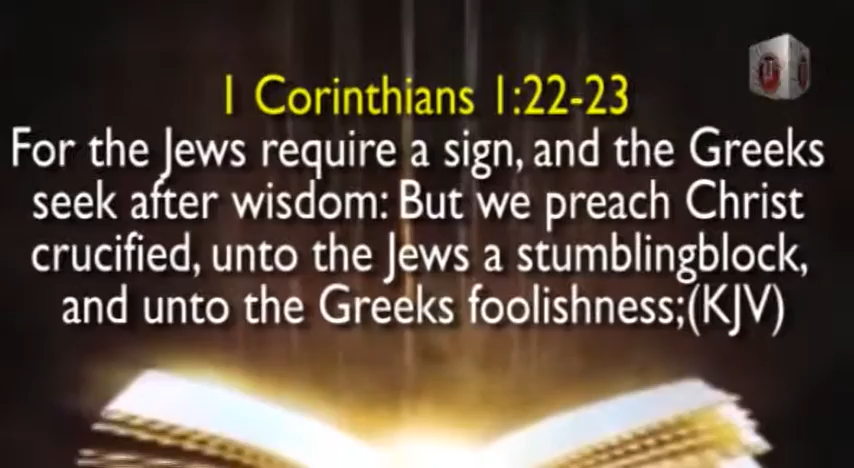 1 Corinthians 1:22-23
For the Jews require a sign, and the Greeks
seek after wisdom: But we preach Christ
crucified, unto the Jews a stumblingblock,
and unto the Greeks foolishness;(KJV)